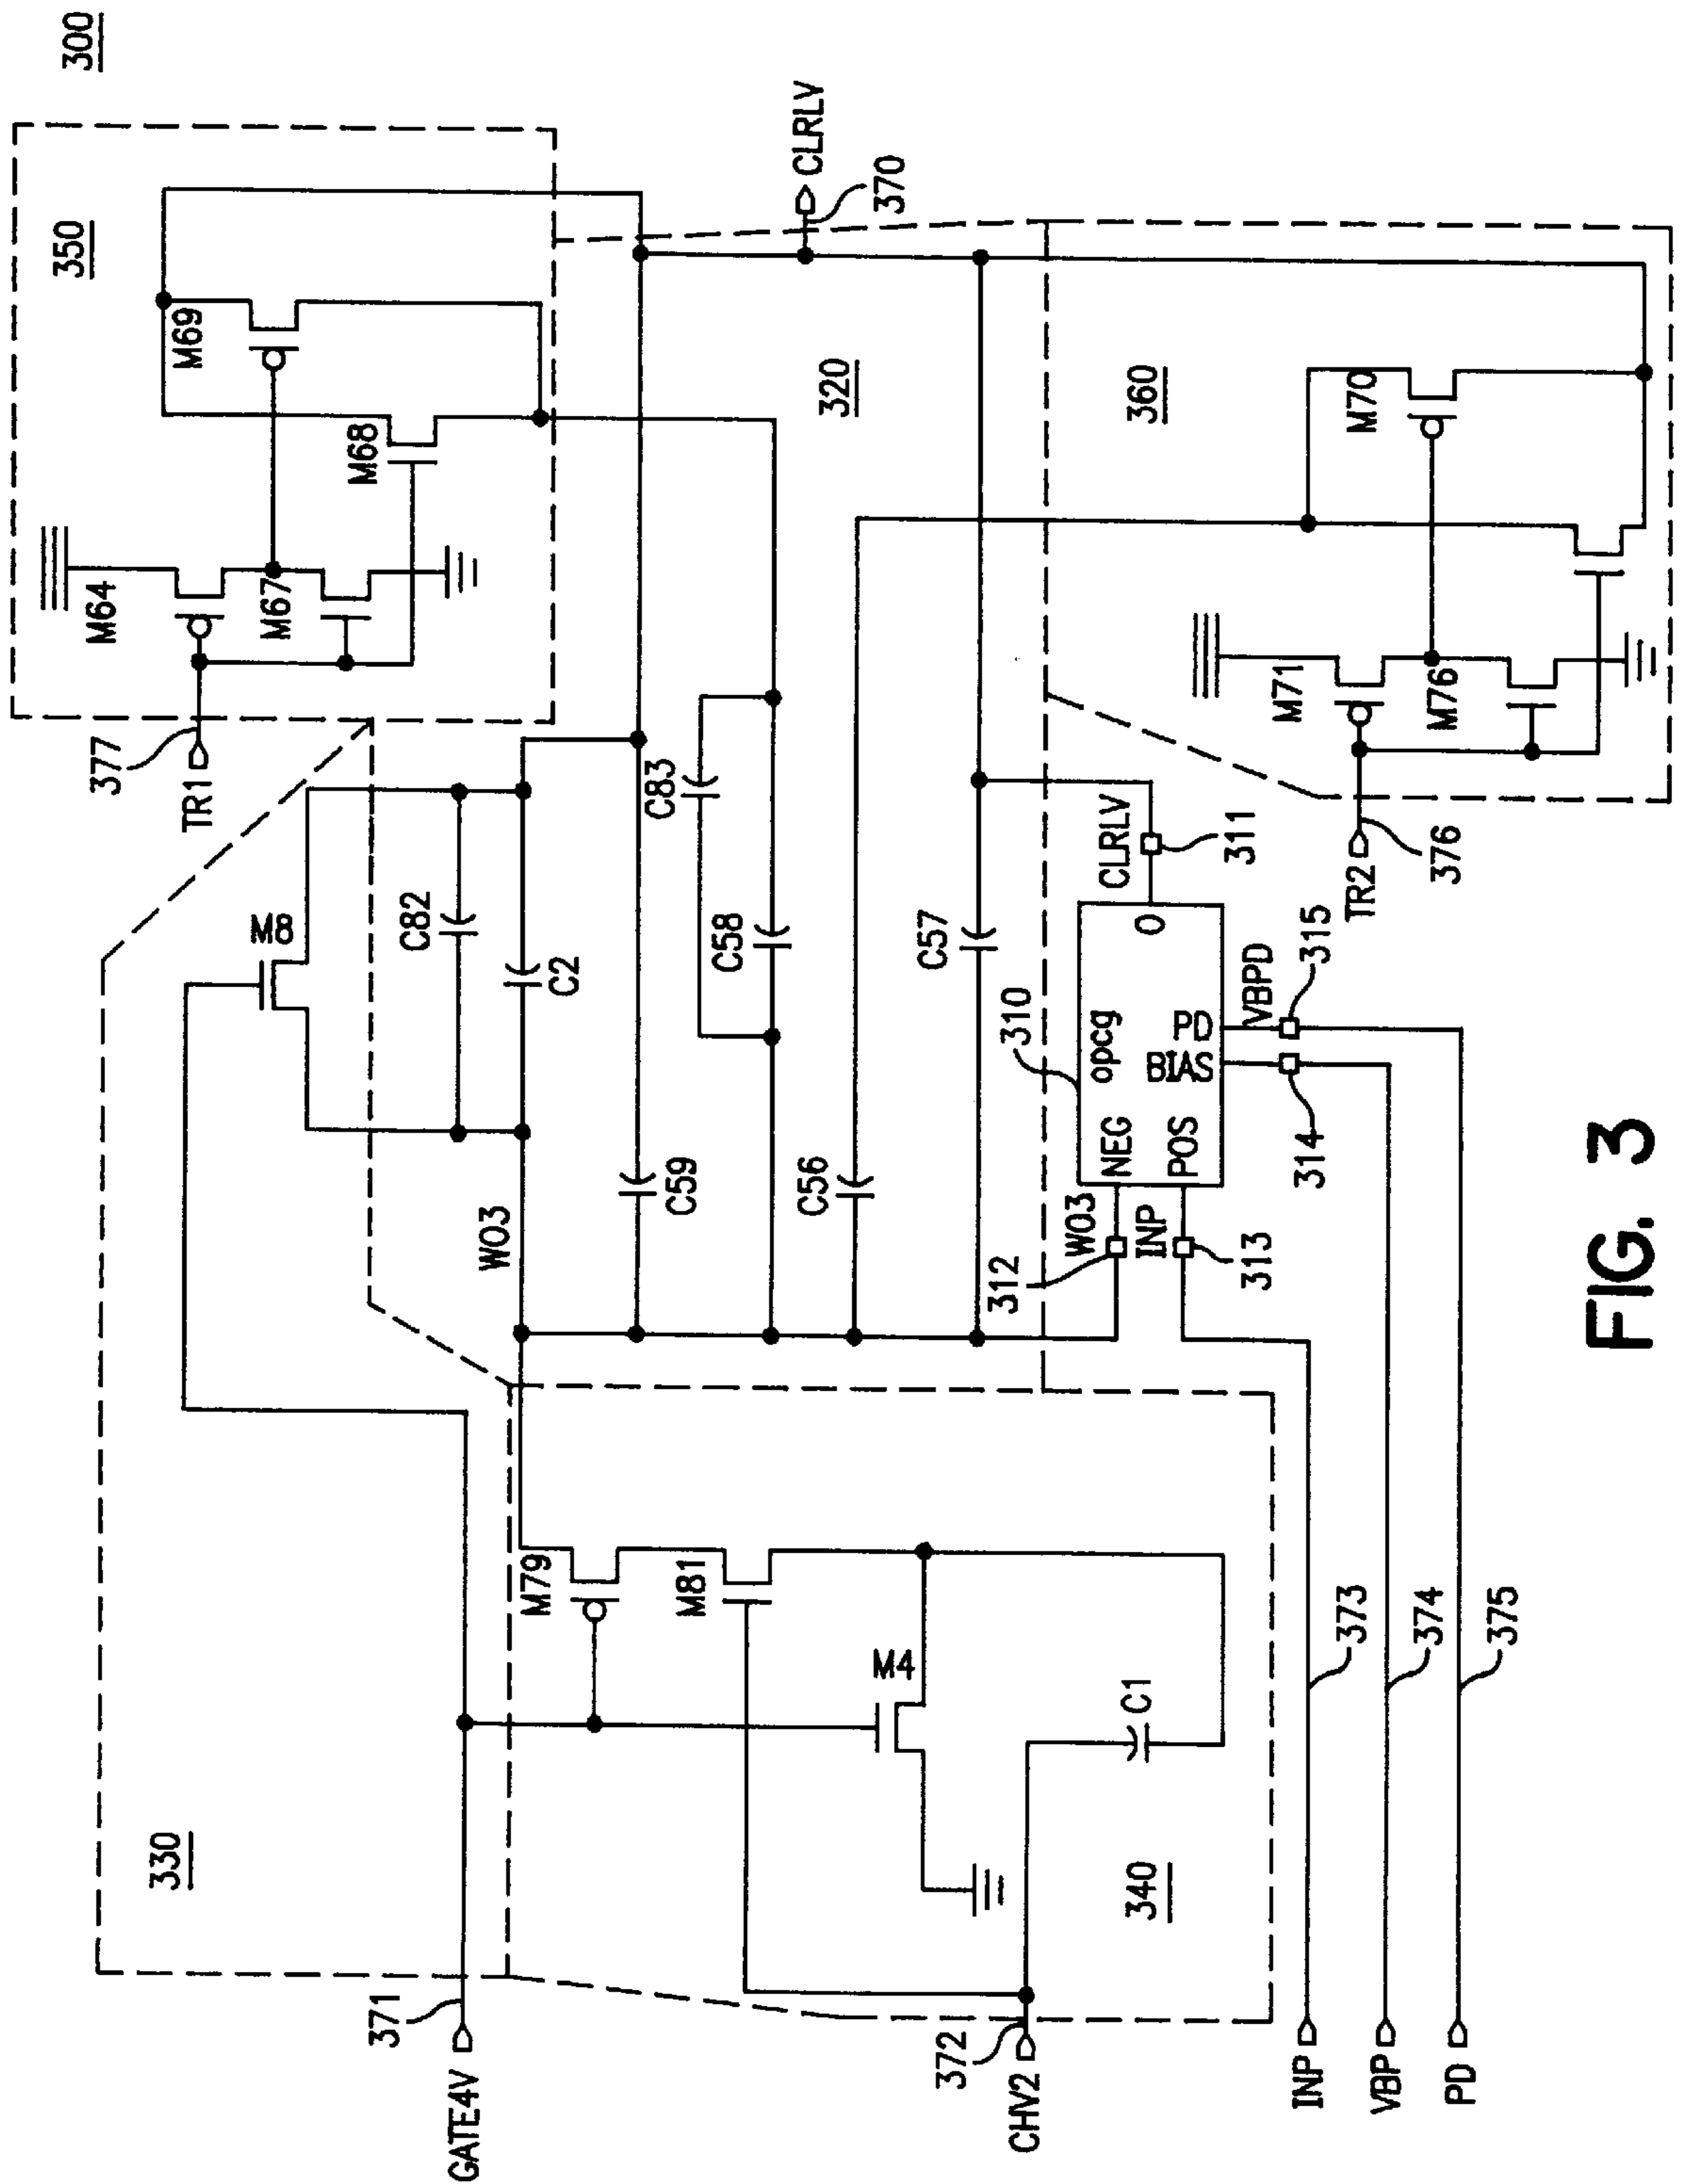 300
350
M69
M64
M67
M68
377
TR1
M8
C82
C2
C83
WO3
C59
C58
320
CLRLV
370
C56
C57
360
M70
M71
M76
TR2
376
CLRLV
311
310
opcg
NEG
POS
BIAS
PD
O
VBPD
315
314
WO3
INP
312
313
330
M79
M81
M4
C1
340
371
GATE4V
372
CHV2
373
INP
374
VBP
375
PD
FIG. 3